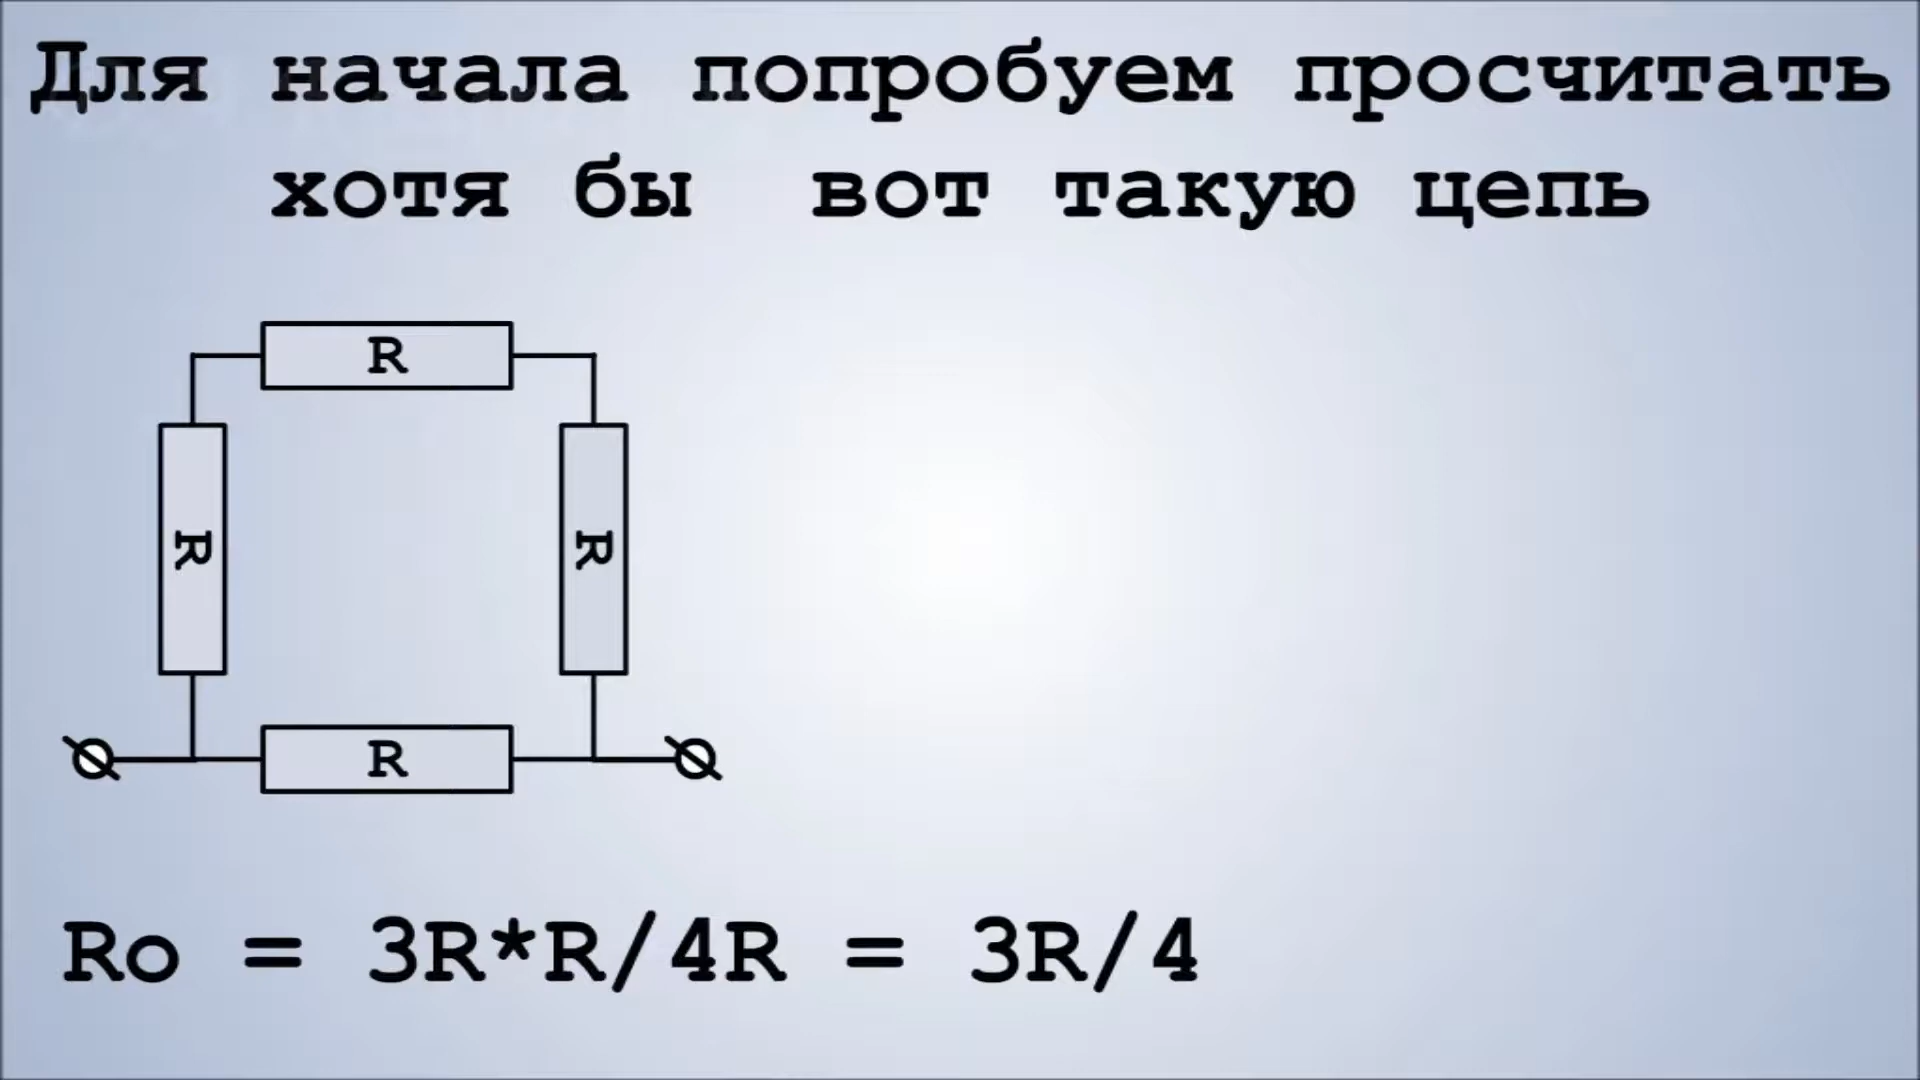 Для начала попробуем просчитать
хотя бы вот такую цепь
R
R
R
R
Ro = 3R*R/4R = 3R/4